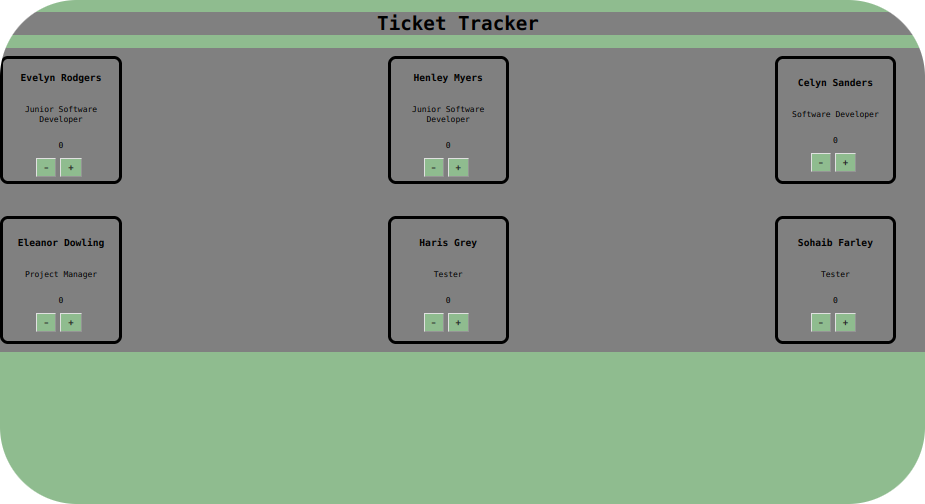 Ticket Tracker
Evelyn Rodgers
Junior Software
Developer
0
- +
Henley Myers
Junior Software
Developer
0
- +
Celyn Sanders
Software Developer
0
- +
Eleanor Dowling
Project Manager
0
- +
Haris Grey
Tester
0
- +
Sohaib Farley
Tester
0
- +